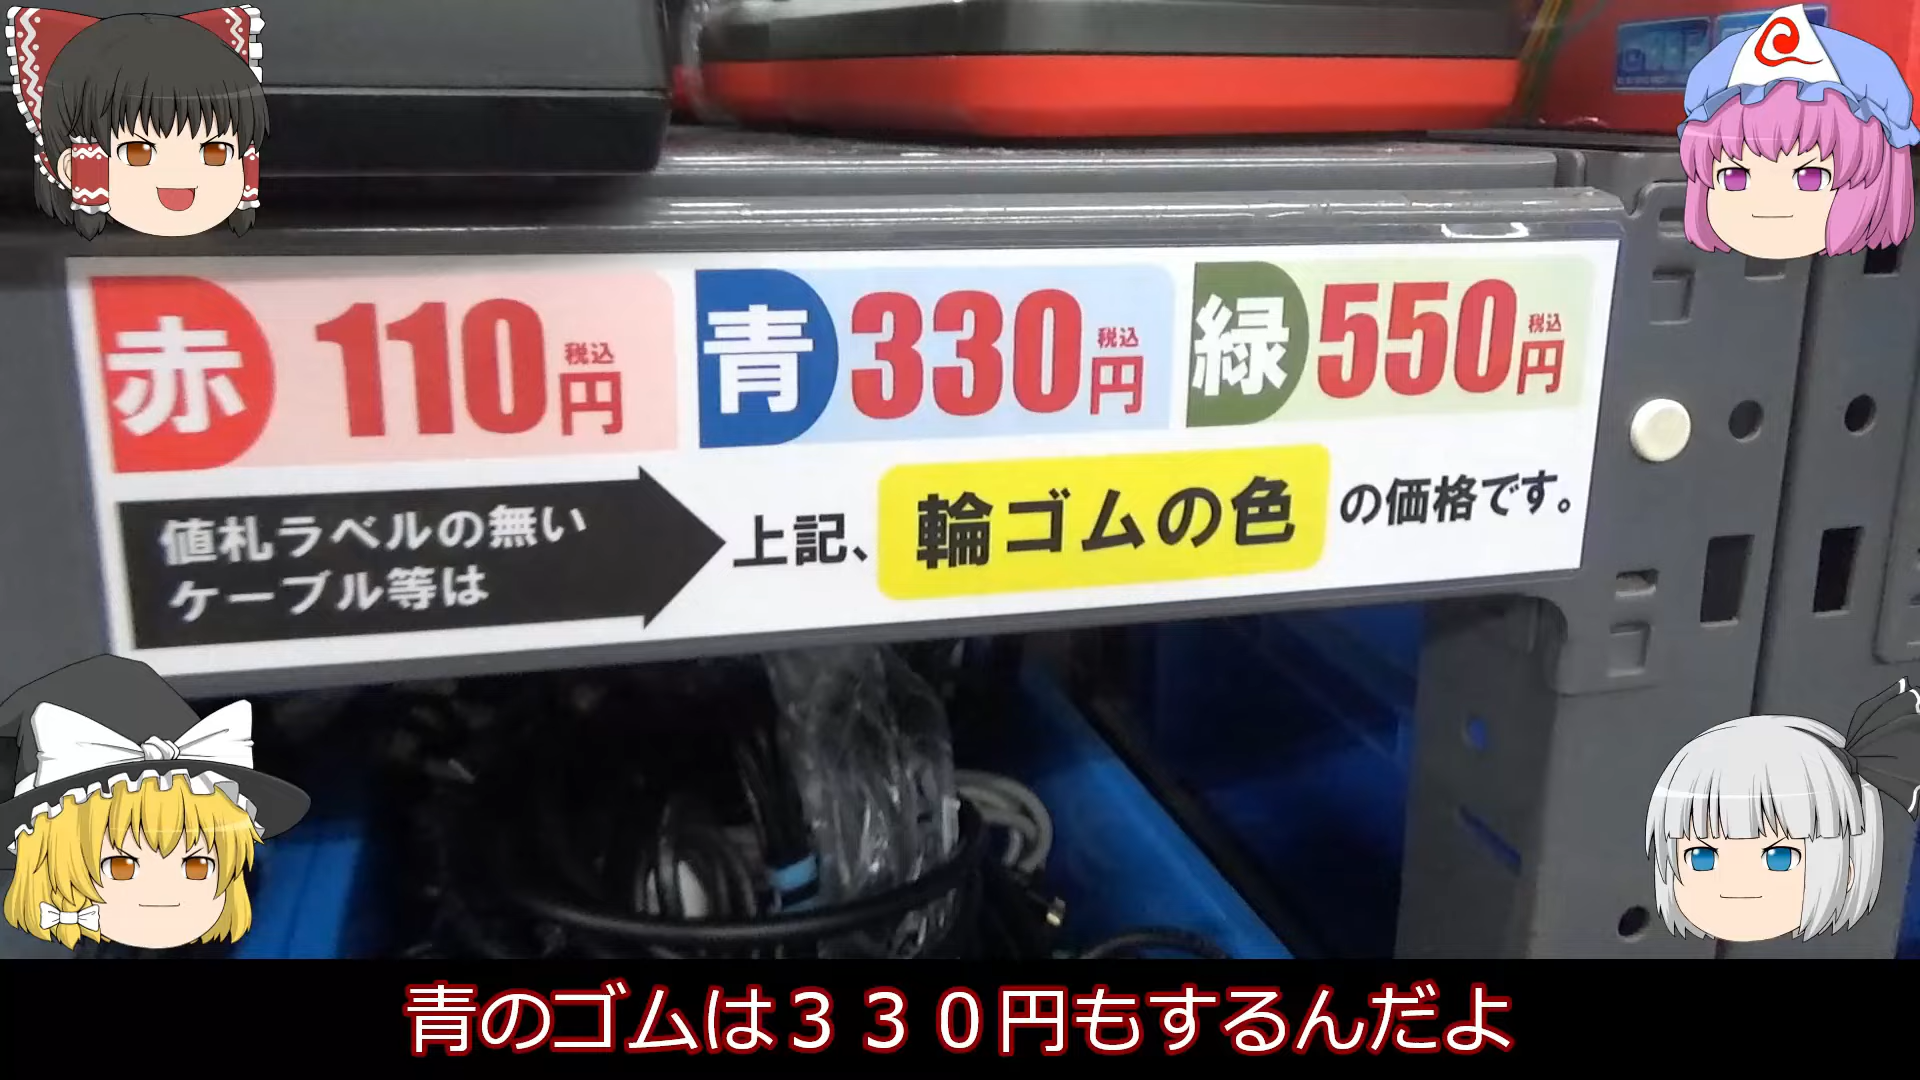 赤 110 税込 円
青 330 税込 円
緑 550 税込 円
値札ラベルの無い
ケーブル等は
上記、 輪ゴムの色 の価格です。
青のゴムは３３０円もするんだよ